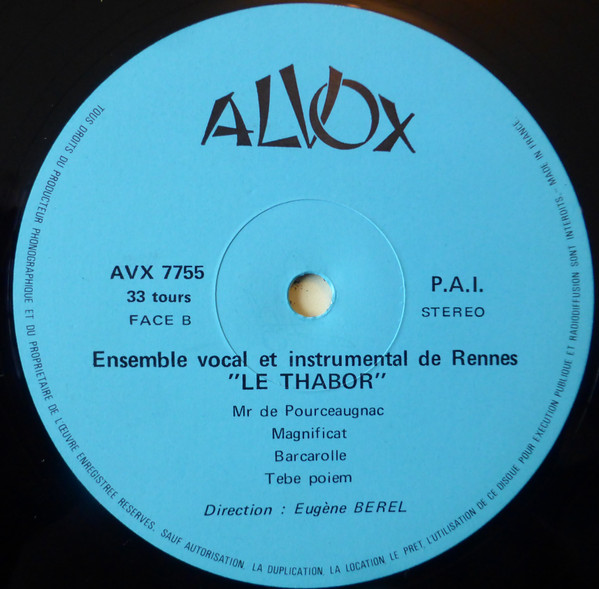 ALVOX
AVX 7755
33 tours
FACE B
P.A.I.
STEREO
Ensemble vocal et instrumental de Rennes
"LE THABOR"
Mr de Pourceaugnac
Magnificat
Barcarolle
Tebe poiem
Direction : Eugène BEREL
TOUS DROITS DU PRODUCTEUR PHONOGRAPHIQUE ET DU PROPRIETAIRE DE L'ŒUVRE ENREGISTREE RESERVES. SAUF AUTORISATION, LA DUPLICATION, LA LOCATION, LE PRET, L'UTILISATION DE CE DISQUE POUR EXECUTION PUBLIQUE ET RADIODIFFUSION SONT INTERDITS - MADE IN FRANCE